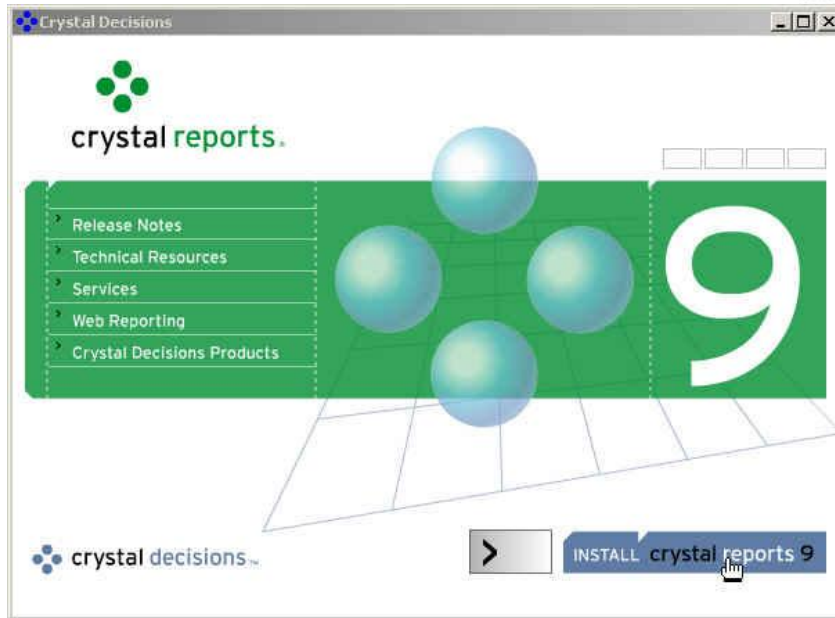 Crystal Decisions
crystal reports.
Release Notes
Technical Resources
Services
Web Reporting
Crystal Decisions Products
9
crystal decisions™
> INSTALL crystal reports 9